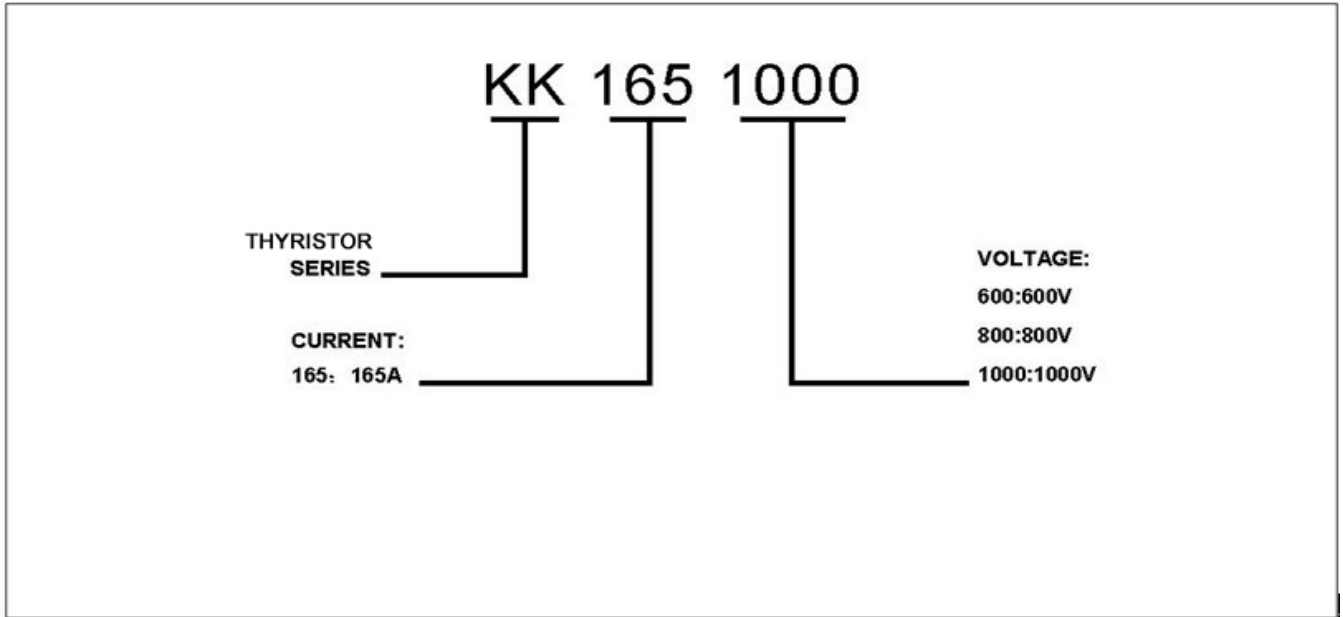 KK 165 1000
THYRISTOR
SERIES
CURRENT:
165：165A
VOLTAGE:
600:600V
800:800V
1000:1000V